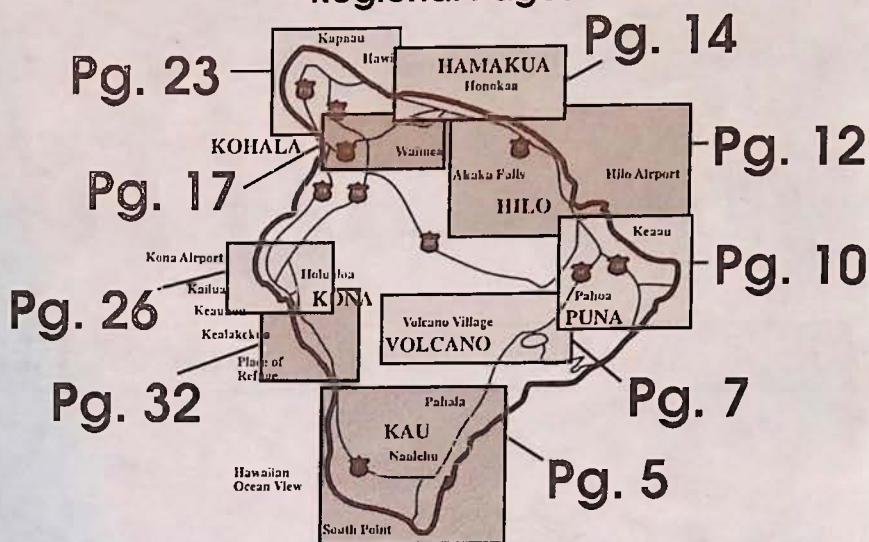 Kapaau
Pg. 14
Hawi
HAMAKUA
Pg. 23
Honokaa
KOHALA
Waimea
Pg. 12
Pg. 17
Akaka Falls
Hilo Airport
HILO
Keaau
Kona Airport
Holualoa
Pg. 10
Kailua
KONA
Pahoa
Pg. 26
Keauhou
Volcano Village
PUNA
Kealakekua
VOLCANO
Place of
Refuge
Pg. 32
Pg. 7
Pahala
KAU
Naalehu
Hawaiian
Ocean View
Pg. 5
South Point